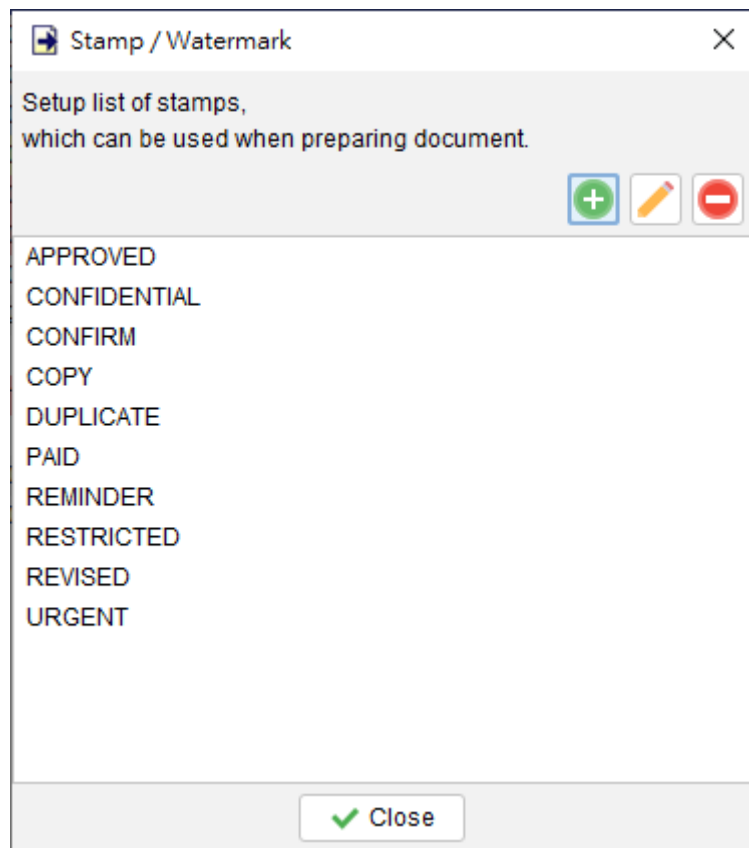 Stamp / Watermark
Setup list of stamps,
which can be used when preparing document.
APPROVED
CONFIDENTIAL
CONFIRM
COPY
DUPLICATE
PAID
REMINDER
RESTRICTED
REVISED
URGENT
Close